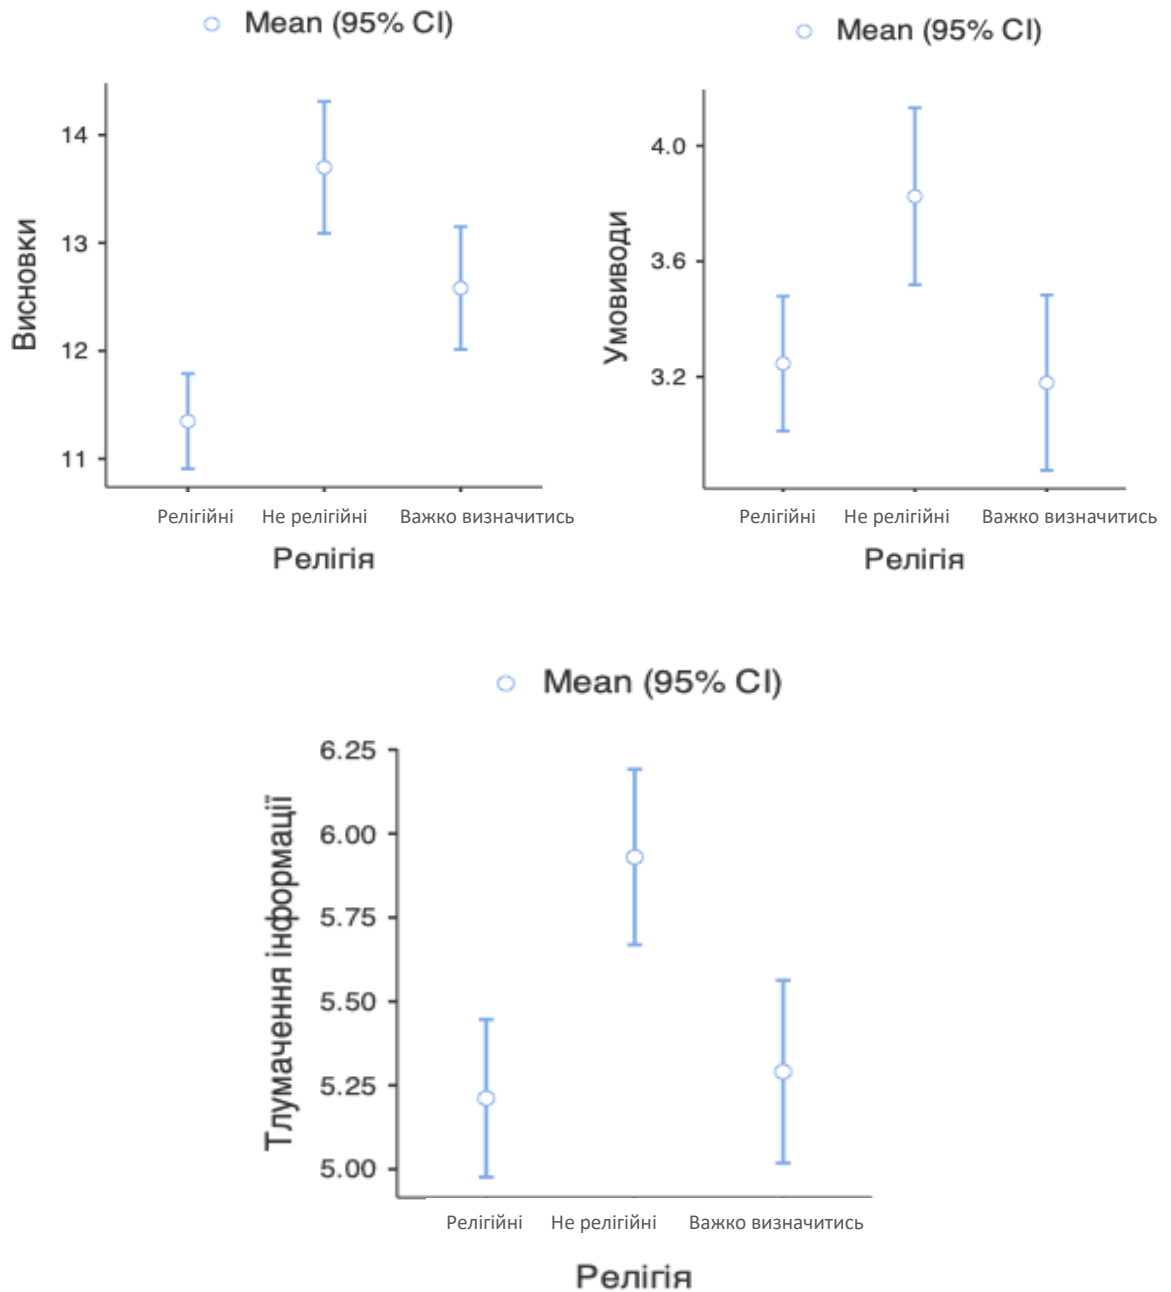 Mean (95% CI)
Висновки
14
13
12
11
Релігійні Не релігійні Важко визначитись
Релігія
Mean (95% CI)
Умовиводи
4.0
3.6
3.2
Релігійні Не релігійні Важко визначитись
Релігія
Mean (95% CI)
Тлумачення інформації
6.25
6.00
5.75
5.50
5.25
5.00
Релігійні Не релігійні Важко визначитись
Релігія